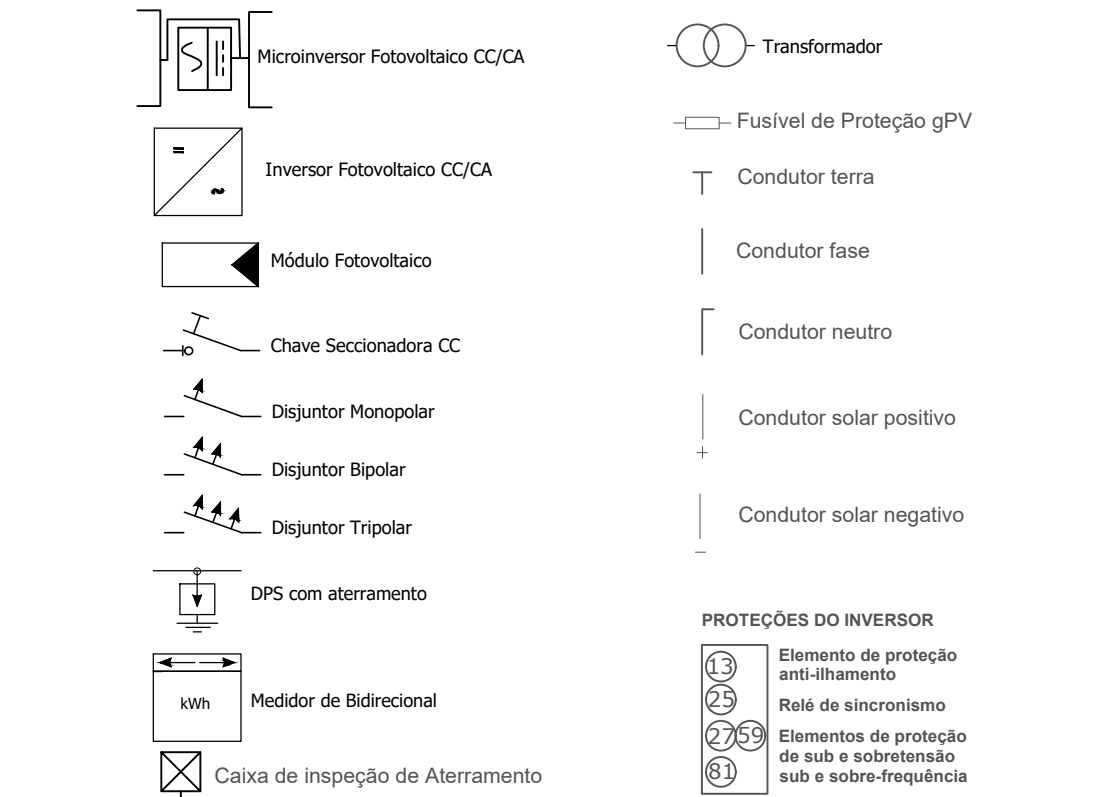 Microinversor Fotovoltaico CC/CA
Inversor Fotovoltaico CC/CA
Módulo Fotovoltaico
Chave Seccionadora CC
Disjuntor Monopolar
Disjuntor Bipolar
Disjuntor Tripolar
DPS com aterramento
kWh
Medidor de Bidirecional
Caixa de inspeção de Aterramento
Transformador
Fusível de Proteção gPV
Condutor terra
Condutor fase
Condutor neutro
Condutor solar positivo
+
Condutor solar negativo
–
PROTEÇÕES DO INVERSOR
13
Elemento de proteção
anti-ilhamento
25
Relé de sincronismo
27 59
Elementos de proteção
de sub e sobretensão
81
sub e sobre-frequência